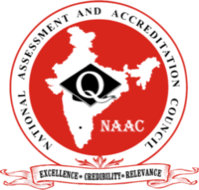 NATIONAL ASSESSMENT AND ACCREDITATION COUNCIL
Q
NAAC
EXCELLENCE - CREDIBILITY - RELEVANCE